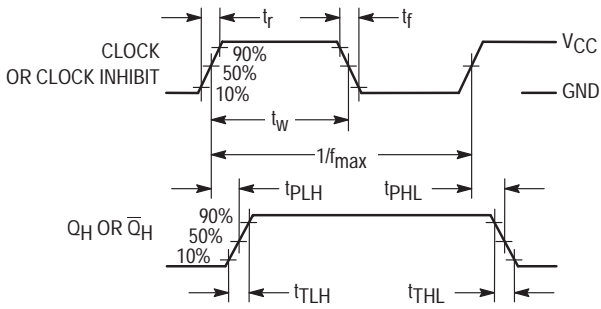 tr
tf
CLOCK
OR CLOCK INHIBIT
90%
50%
10%
VCC
GND
tw
1/fmax
tPLH
tPHL
QH OR Q̅H
90%
50%
10%
tTLH
tTHL